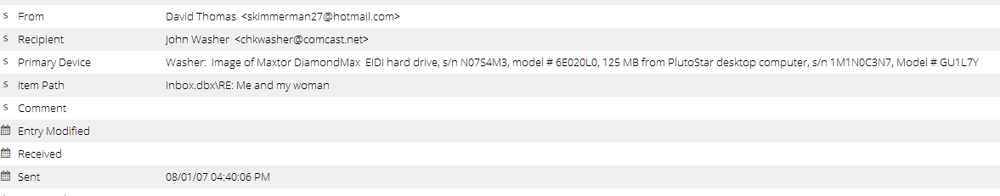 S From David Thomas <skimmerman27@hotmail.com>
S Recipient John Washer <chkwasher@comcast.net>
S Primary Device Washer: Image of Maxtor DiamondMax EIDI hard drive, s/n N07S4M3, model # 6E020L0, 125 MB from PlutoStar desktop computer, s/n 1M1N0C3N7, Model # GU1L7Y
S Item Path Inbox.dbx\RE: Me and my woman
S Comment
Entry Modified
Received
Sent 08/01/07 04:40:06 PM